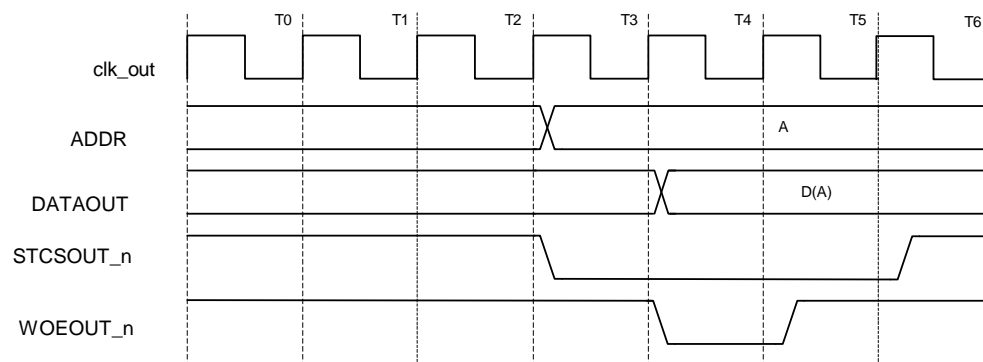 T0 T1 T2 T3 T4 T5 T6
clk_out
ADDR
A
DATAOUT
D(A)
STCSOUT_n
WOEOUT_n